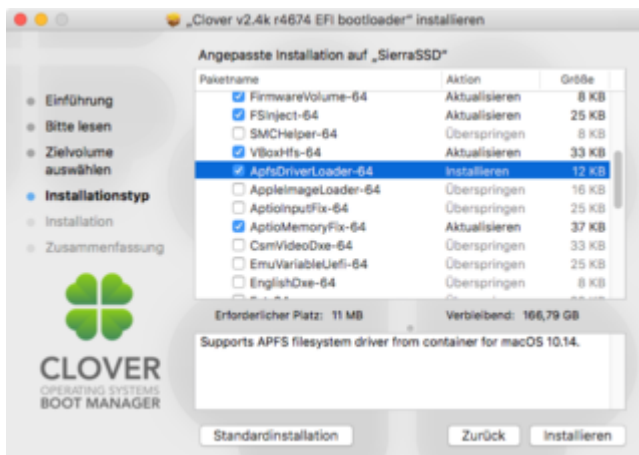 „Clover v2.4k r4674 EFI bootloader“ installieren
Angepasste Installation auf „SierraSSD“
Paketname Aktion Größe
FirmwareVolume-64 Aktualisieren 8 KB
FSInject-64 Aktualisieren 25 KB
SMCHelper-64 Überspringen 8 KB
VBoxHfs-64 Aktualisieren 33 KB
ApfsDriverLoader-64 Installieren 12 KB
AppleImageLoader-64 Überspringen 16 KB
AptioInputFix-64 Überspringen 25 KB
AptioMemoryFix-64 Aktualisieren 37 KB
CsmVideoDxe-64 Überspringen 33 KB
EmuVariableUefi-64 Überspringen 25 KB
EnglishDxe-64 Überspringen 8 KB
Einführung
Bitte lesen
Zielvolume
auswählen
Installationstyp
Installation
Zusammenfassung
Erforderlicher Platz: 11 MB Verbleibend: 166,79 GB
Supports APFS filesystem driver from container for macOS 10.14.
CLOVER
OPERATING SYSTEMS
BOOT MANAGER
Standardinstallation Zurück Installieren